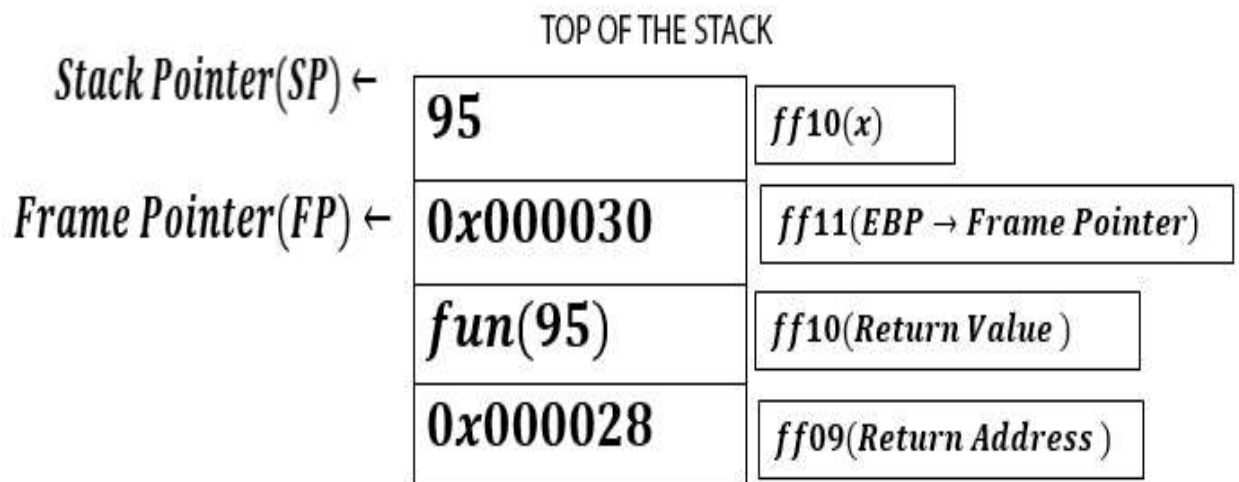 TOP OF THE STACK
Stack Pointer(SP) ←
95
ff10(x)
Frame Pointer(FP) ←
0x000030
ff11(EBP → Frame Pointer)
fun(95)
ff10(Return Value )
0x000028
ff09(Return Address )